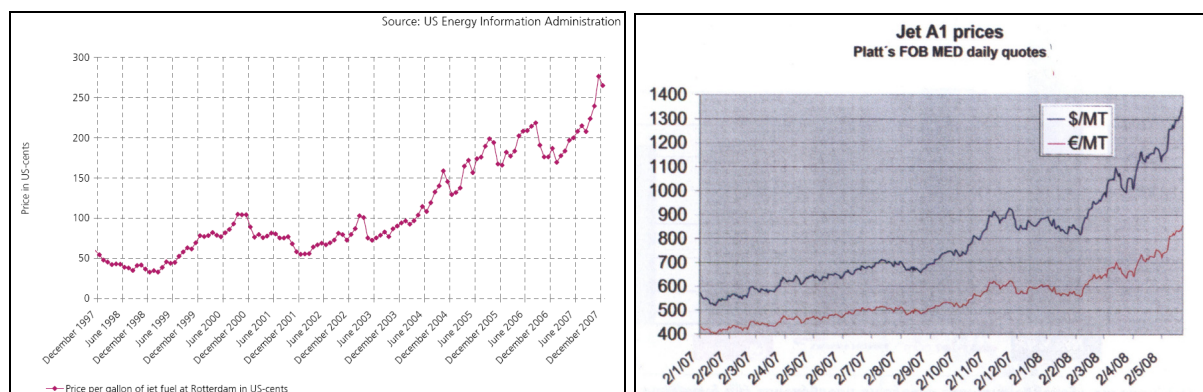 Source: US Energy Information Administration
300
250
200
150
100
50
0
Price in US-cents
December 1997
June 1998
December 1998
June 1999
December 1999
June 2000
December 2000
June 2001
December 2001
June 2002
December 2002
June 2003
December 2003
June 2004
December 2004
June 2005
December 2005
June 2006
December 2006
June 2007
December 2007
Price per gallon of jet fuel at Rotterdam in US-cents
Jet A1 prices
Platt´s FOB MED daily quotes
1400
1300
1200
1100
1000
900
800
700
600
500
400
$/MT
€/MT
2/1/07
2/2/07
2/3/07
2/4/07
2/5/07
2/6/07
2/7/07
2/8/07
2/9/07
2/10/07
2/11/07
2/12/07
2/1/08
2/2/08
2/3/08
2/4/08
2/5/08